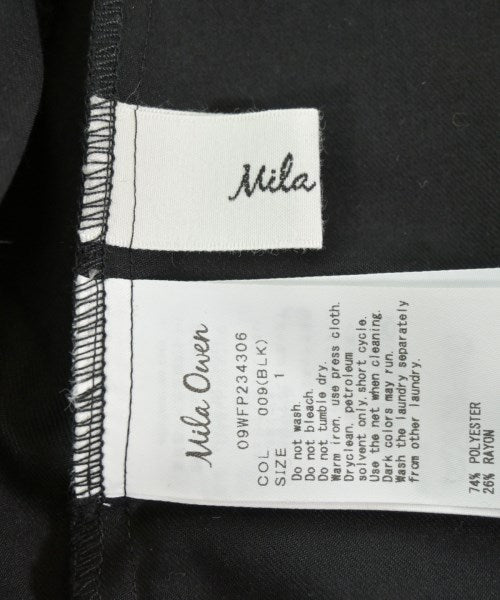 Mila
Mila Owen
09WFP234306
COL 009(BLK)
SIZE 1
Do not wash.
Do not bleach.
Do not tumble dry.
Warm iron, use press cloth.
Dryclean, petroleum
solvent only, short cycle.
Use the net when cleaning.
Dark colors may run.
Wash the laundry separately
from other laundry.
74% POLYESTER
26% RAYON